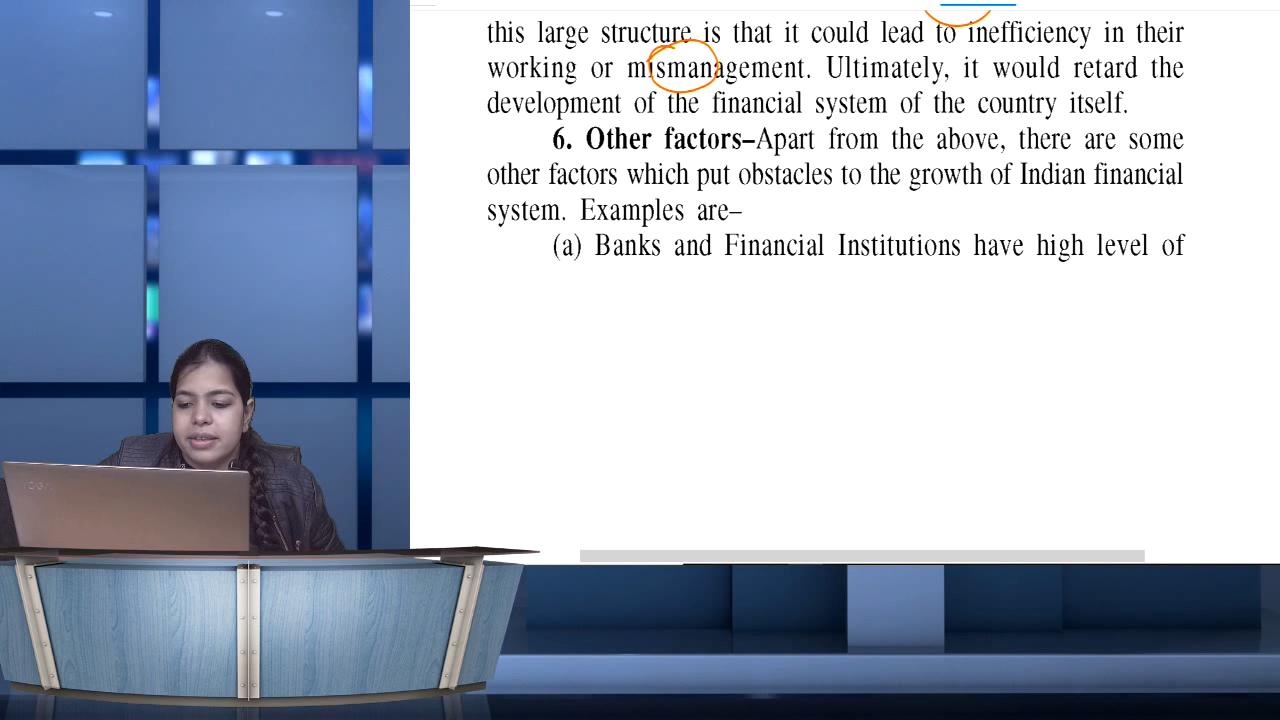 this large structure is that it could lead to inefficiency in their
working or mismanagement. Ultimately, it would retard the
development of the financial system of the country itself.
6. Other factors–Apart from the above, there are some
other factors which put obstacles to the growth of Indian financial
system. Examples are–
(a) Banks and Financial Institutions have high level of